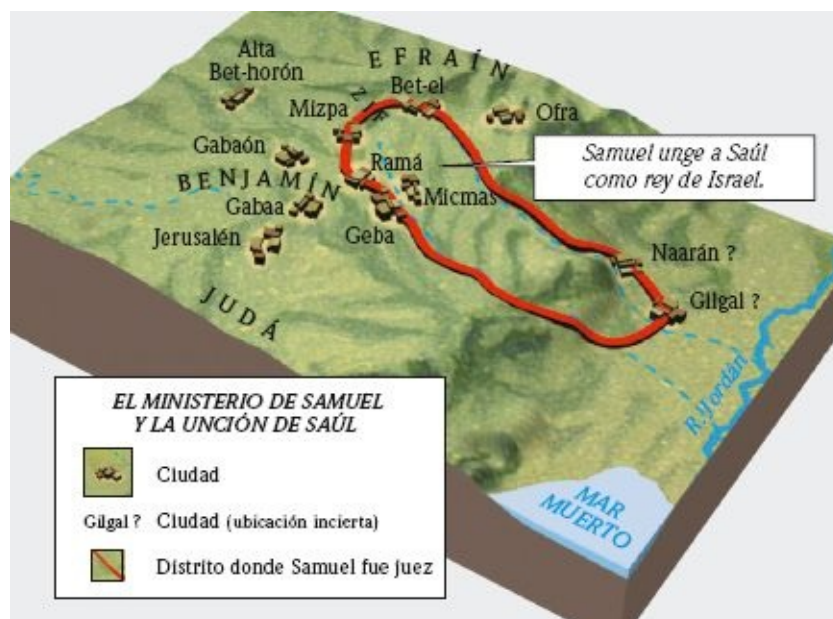 EFRAÍN
Alta
Bet-horón
Bet-el
Ofra
Mizpa
Gabaón
Ramá
Samuel unge a Saúl
como rey de Israel.
BENJAMÍN
Micmas
Gabaa
Geba
Jerusalén
Naarán ?
Gilgal ?
JUDÁ
R. Jordán
MAR
MUERTO
EL MINISTERIO DE SAMUEL
Y LA UNCIÓN DE SAÚL
Ciudad
Gilgal ? Ciudad (ubicación incierta)
Distrito donde Samuel fue juez